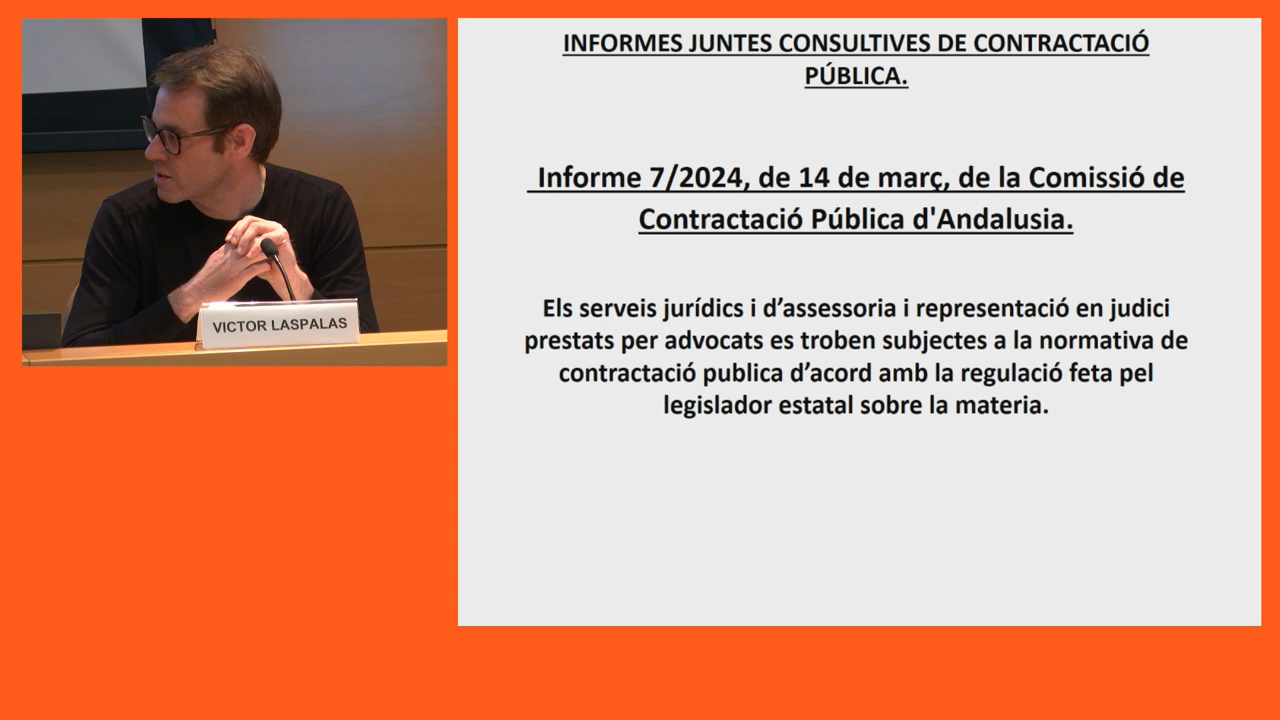 INFORMES JUNTES CONSULTIVES DE CONTRACTACIÓ
PÚBLICA.
Informe 7/2024, de 14 de març, de la Comissió de
Contractació Pública d'Andalusia.
Els serveis jurídics i d’assessoria i representació en judici
prestats per advocats es troben subjectes a la normativa de
contractació publica d’acord amb la regulació feta pel
legislador estatal sobre la materia.
VICTOR LASPALAS